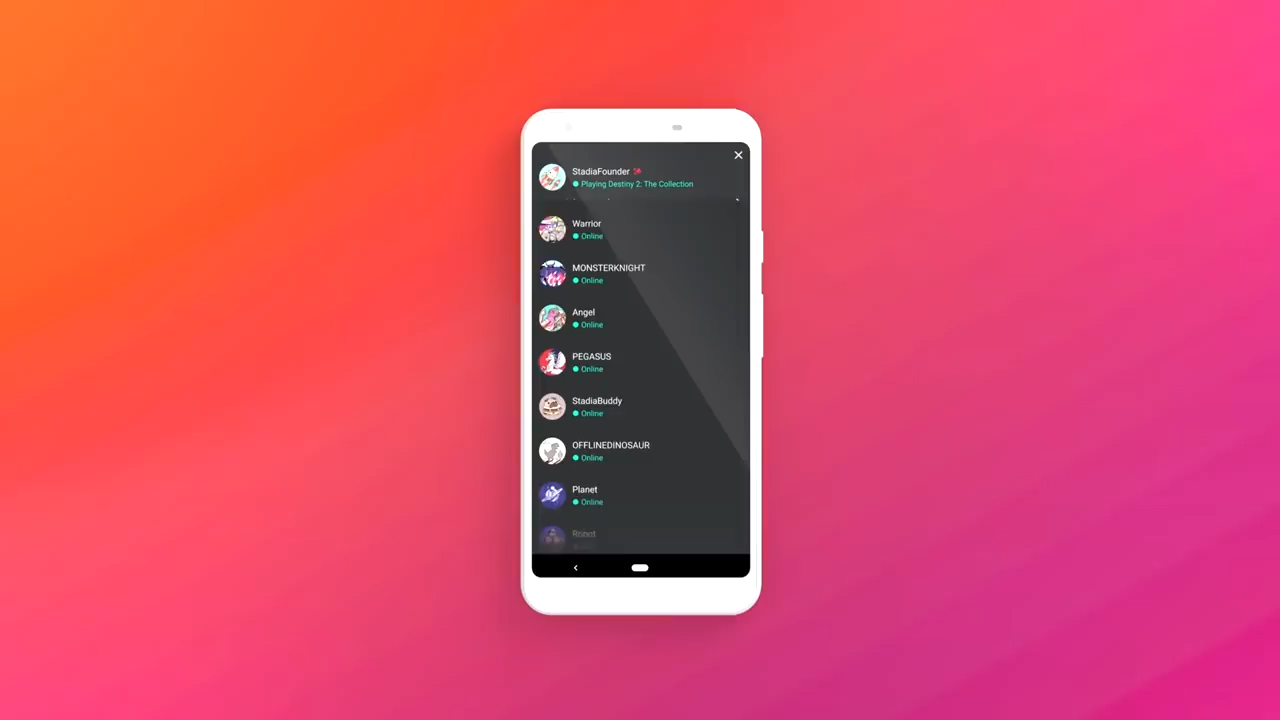 StadiaFounder
Playing Destiny 2: The Collection
Warrior
Online
MONSTERKNIGHT
Online
Angel
Online
PEGASUS
Online
StadiaBuddy
Online
OFFLINEDINOSAUR
Online
Planet
Online
Robot